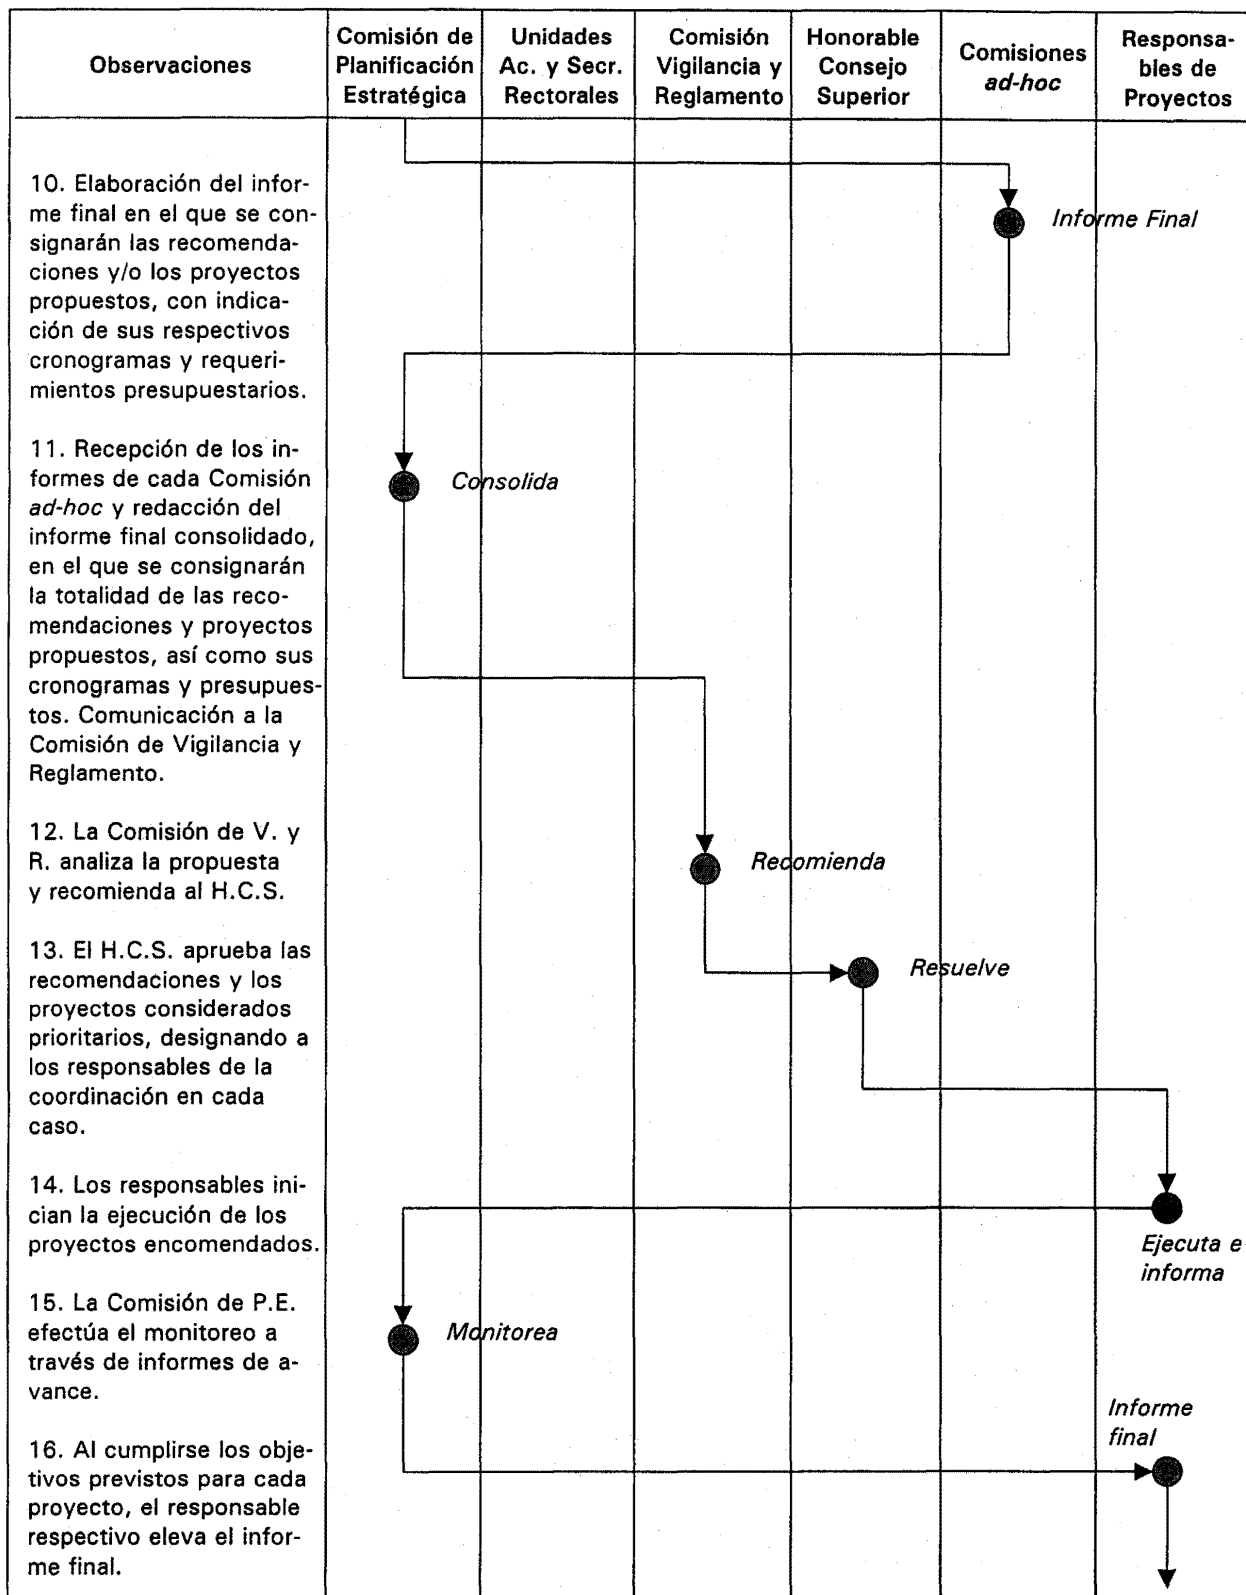 Observaciones
Comisión de
Planificación
Estratégica
Unidades
Ac. y Secr.
Rectorales
Comisión
Vigilancia y
Reglamento
Honorable
Consejo
Superior
Comisiones
ad-hoc
Responsa-
bles de
Proyectos
10. Elaboración del infor-
me final en el que se con-
signarán las recomenda-
ciones y/o los proyectos
propuestos, con indica-
ción de sus respectivos
cronogramas y requeri-
mientos presupuestarios.
Informe Final
11. Recepción de los in-
formes de cada Comisión
ad-hoc y redacción del
informe final consolidado,
en el que se consignarán
la totalidad de las reco-
mendaciones y proyectos
propuestos, así como sus
cronogramas y presupues-
tos. Comunicación a la
Comisión de Vigilancia y
Reglamento.
Consolida
12. La Comisión de V. y
R. analiza la propuesta
y recomienda al H.C.S.
Recomienda
13. El H.C.S. aprueba las
recomendaciones y los
proyectos considerados
prioritarios, designando a
los responsables de la
coordinación en cada
caso.
Resuelve
14. Los responsables ini-
cian la ejecución de los
proyectos encomendados.
Ejecuta e
informa
15. La Comisión de P.E.
efectúa el monitoreo a
través de informes de a-
vance.
Monitorea
16. Al cumplirse los obje-
tivos previstos para cada
proyecto, el responsable
respectivo eleva el infor-
me final.
Informe
final